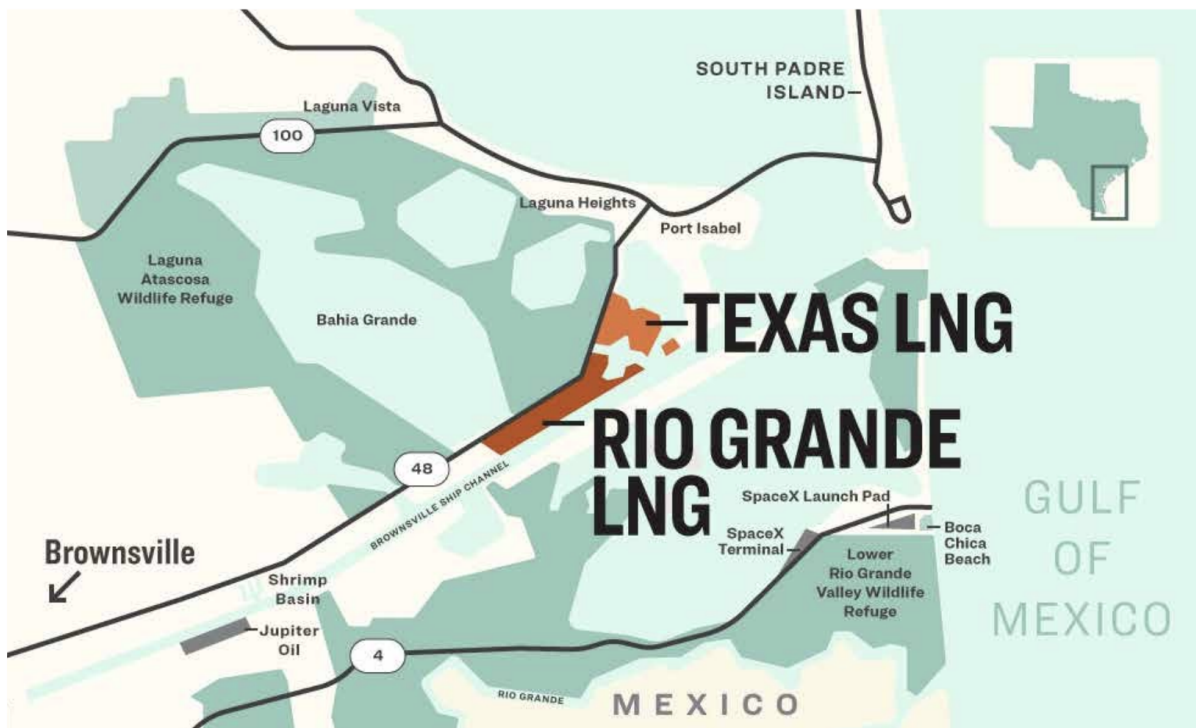 SOUTH PADRE
ISLAND
Laguna Vista
100
Laguna Heights
Port Isabel
Laguna
Atascosa
Wildlife Refuge
Bahia Grande
TEXAS LNG
RIO GRANDE
LNG
48
BROWNSVILLE SHIP CHANNEL
SpaceX Launch Pad
SpaceX
Terminal
Boca
Chica
Beach
GULF
OF
MEXICO
Lower
Rio Grande
Valley Wildlife
Refuge
Brownsville
Shrimp
Basin
Jupiter
Oil
4
RIO GRANDE
MEXICO